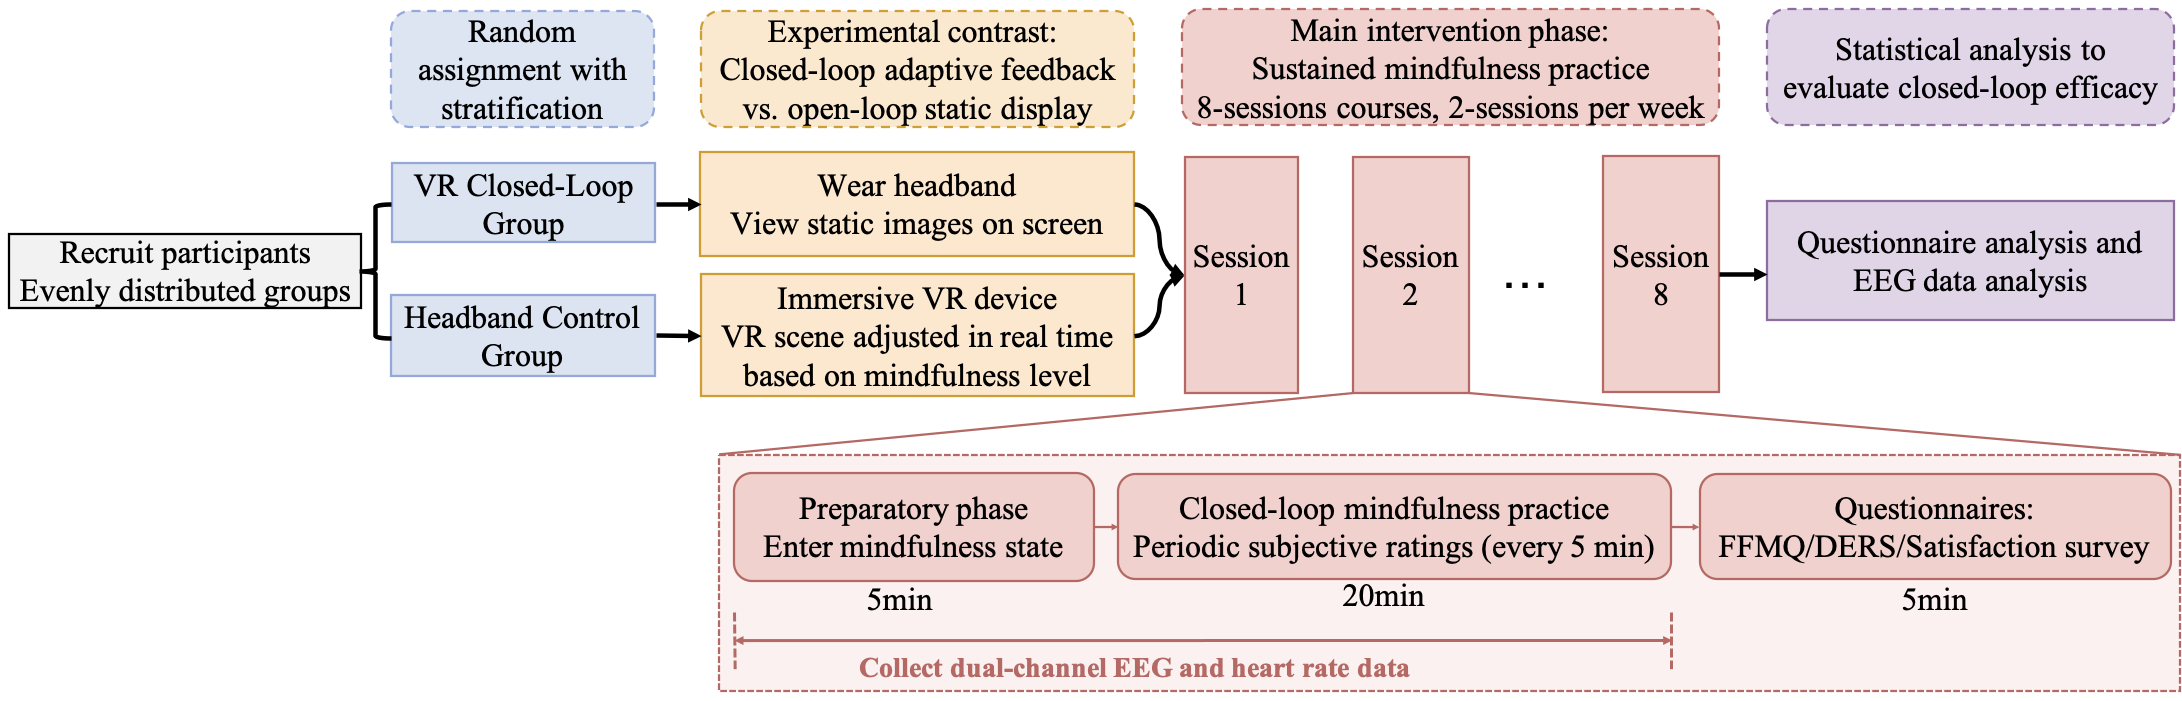 Random
assignment with
stratification
Experimental contrast:
Closed-loop adaptive feedback
vs. open-loop static display
Main intervention phase:
Sustained mindfulness practice
8-sessions courses, 2-sessions per week
Statistical analysis to
evaluate closed-loop efficacy
Recruit participants
Evenly distributed groups
VR Closed-Loop
Group
Headband Control
Group
Wear headband
View static images on screen
Immersive VR device
VR scene adjusted in real time
based on mindfulness level
Session
1
Session
2
...
Session
8
Questionnaire analysis and
EEG data analysis
Preparatory phase
Enter mindfulness state
5min
Closed-loop mindfulness practice
Periodic subjective ratings (every 5 min)
20min
Questionnaires:
FFMQ/DERS/Satisfaction survey
5min
Collect dual-channel EEG and heart rate data